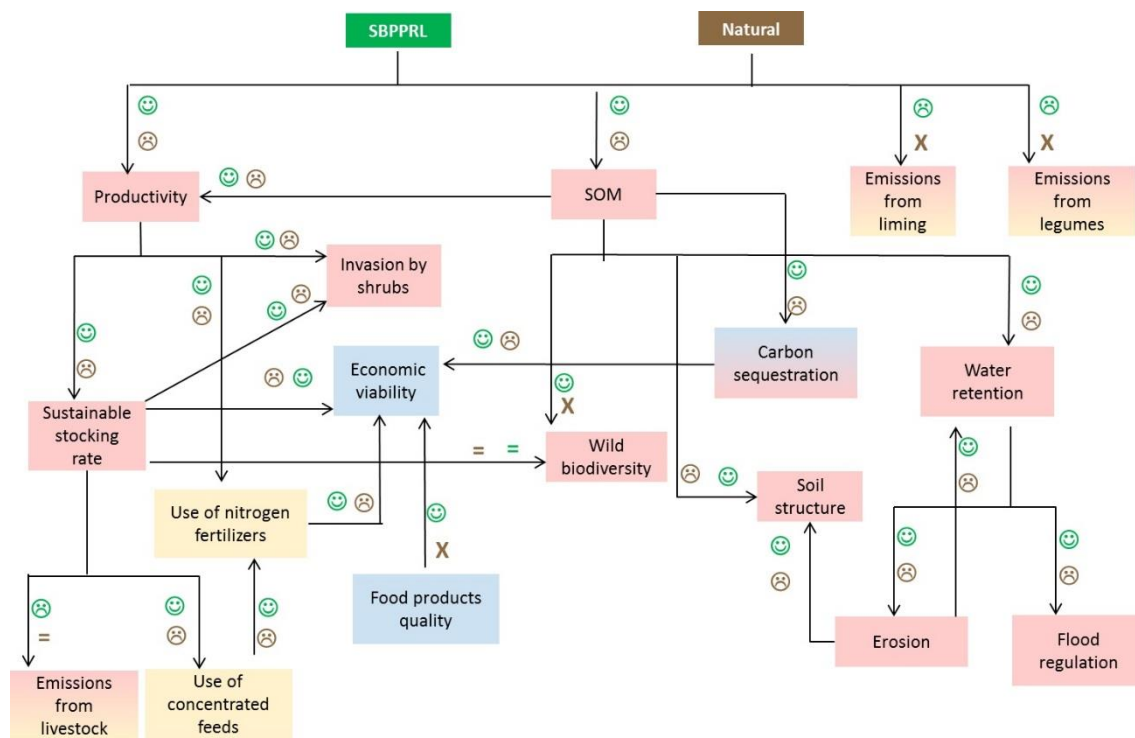 SBPPRL
Natural
X
X
Productivity
SOM
Emissions
from
liming
Emissions
from
legumes
Invasion by
shrubs
Economic
viability
Carbon
sequestration
Water
retention
X
Sustainable
stocking
rate
= =
Wild
biodiversity
Soil
structure
Use of nitrogen
fertilizers
X
Food products
quality
=
Erosion
Flood
regulation
Emissions
from
livestock
Use of
concentrated
feeds